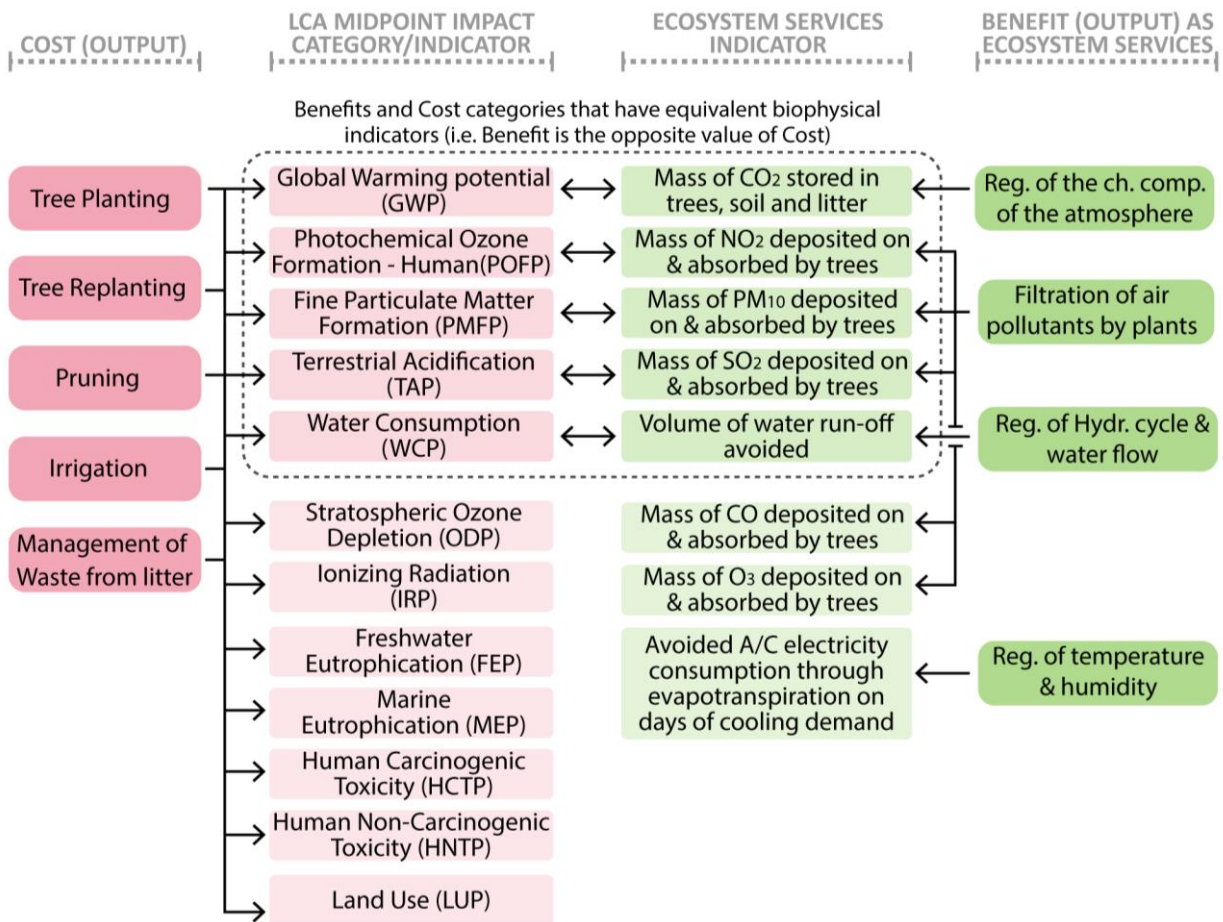 COST (OUTPUT)
LCA MIDPOINT IMPACT
CATEGORY/INDICATOR
ECOSYSTEM SERVICES
INDICATOR
BENEFIT (OUTPUT) AS
ECOSYSTEM SERVICES
Benefits and Cost categories that have equivalent biophysical
indicators (i.e. Benefit is the opposite value of Cost)
Tree Planting
Tree Replanting
Pruning
Irrigation
Management of
Waste from litter
Global Warming potential
(GWP)
Photochemical Ozone
Formation - Human(POFP)
Fine Particulate Matter
Formation (PMFP)
Terrestrial Acidification
(TAP)
Water Consumption
(WCP)
Stratospheric Ozone
Depletion (ODP)
Ionizing Radiation
(IRP)
Freshwater
Eutrophication (FEP)
Marine
Eutrophication (MEP)
Human Carcinogenic
Toxicity (HCTP)
Human Non-Carcinogenic
Toxicity (HNTP)
Land Use (LUP)
Mass of CO₂ stored in
trees, soil and litter
Mass of NO₂ deposited on
& absorbed by trees
Mass of PM₁₀ deposited
on & absorbed by trees
Mass of SO₂ deposited on
& absorbed by trees
Volume of water run-off
avoided
Mass of CO deposited on
& absorbed by trees
Mass of O₃ deposited on
& absorbed by trees
Avoided A/C electricity
consumption through
evapotranspiration on
days of cooling demand
Reg. of the ch. comp.
of the atmosphere
Filtration of air
pollutants by plants
Reg. of Hydr. cycle &
water flow
Reg. of temperature
& humidity